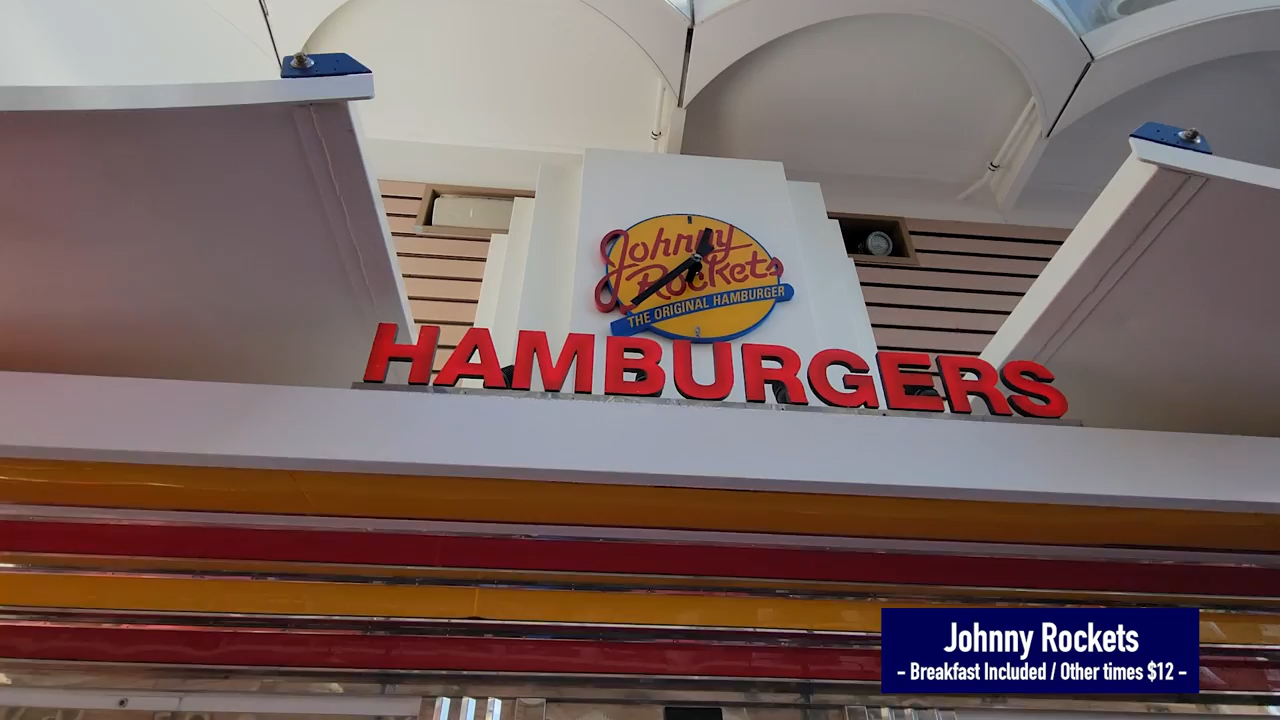 Johnny
Rockets
THE ORIGINAL HAMBURGER
HAMBURGERS
Johnny Rockets
– Breakfast Included / Other times $12 –